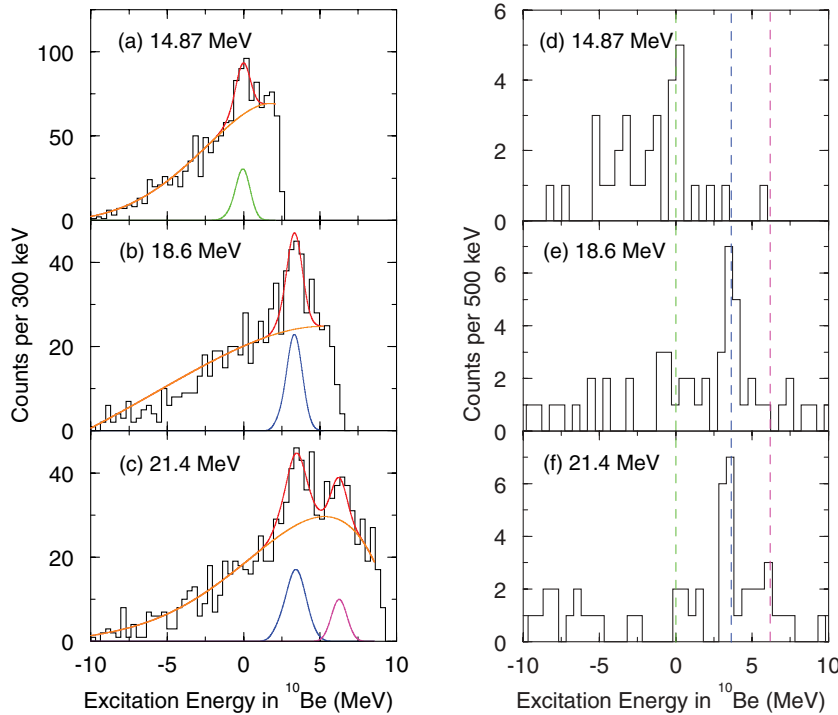 (a) 14.87 MeV
100
50
0
(b) 18.6 MeV
40
20
0
(c) 21.4 MeV
40
20
0
-10 -5 0 5 10
Counts per 300 keV
Excitation Energy in ¹⁰Be (MeV)
(d) 14.87 MeV
6
4
2
0
(e) 18.6 MeV
6
4
2
0
(f) 21.4 MeV
6
4
2
0
-10 -5 0 5 10
Counts per 500 keV
Excitation Energy in ¹⁰Be (MeV)